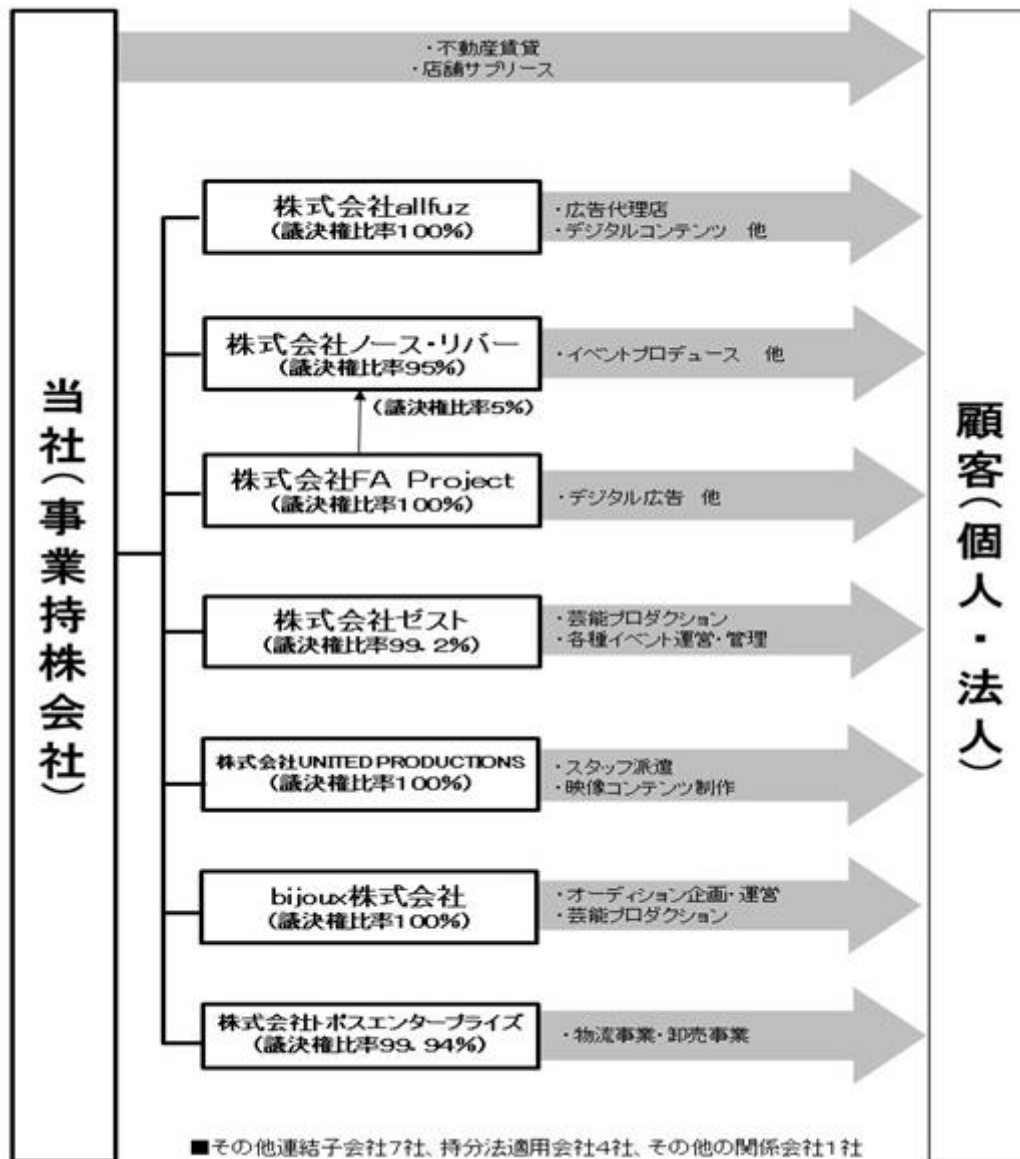 ・不動産賃貸
・店舗サブリース
当社（事業持株会社）
顧客（個人・法人）
株式会社allfuz
（議決権比率100%）
・広告代理店
・デジタルコンテンツ　他
株式会社ノース・リバー
（議決権比率95%）
・イベントプロデュース　他
（議決権比率5%）
株式会社FA Project
（議決権比率100%）
・デジタル広告　他
株式会社ゼスト
（議決権比率99.2%）
・芸能プロダクション
・各種イベント運営・管理
株式会社UNITED PRODUCTIONS
（議決権比率100%）
・スタッフ派遣
・映像コンテンツ制作
bijoux株式会社
（議決権比率100%）
・オーディション企画・運営
・芸能プロダクション
株式会社トポスエンタープライズ
（議決権比率99.94%）
・物流事業・卸売事業
■その他連結子会社7社、持分法適用会社4社、その他の関係会社1社